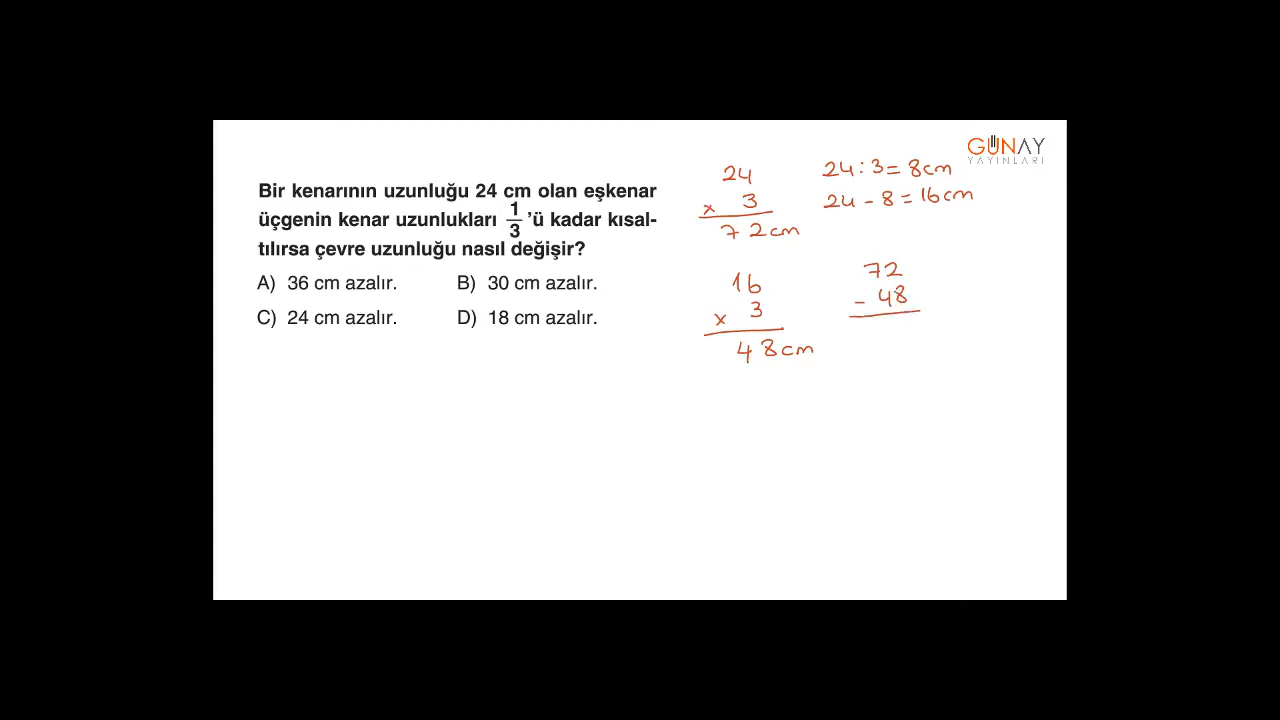 GÜNAY
YAYINLARI
Bir kenarının uzunluğu 24 cm olan eşkenar
üçgenin kenar uzunlukları 1/3 'ü kadar kısal-
tılırsa çevre uzunluğu nasıl değişir?
A) 36 cm azalır. B) 30 cm azalır.
C) 24 cm azalır. D) 18 cm azalır.
24
x 3
72cm
24:3=8cm
24-8=16cm
16
x 3
48cm
72
- 48